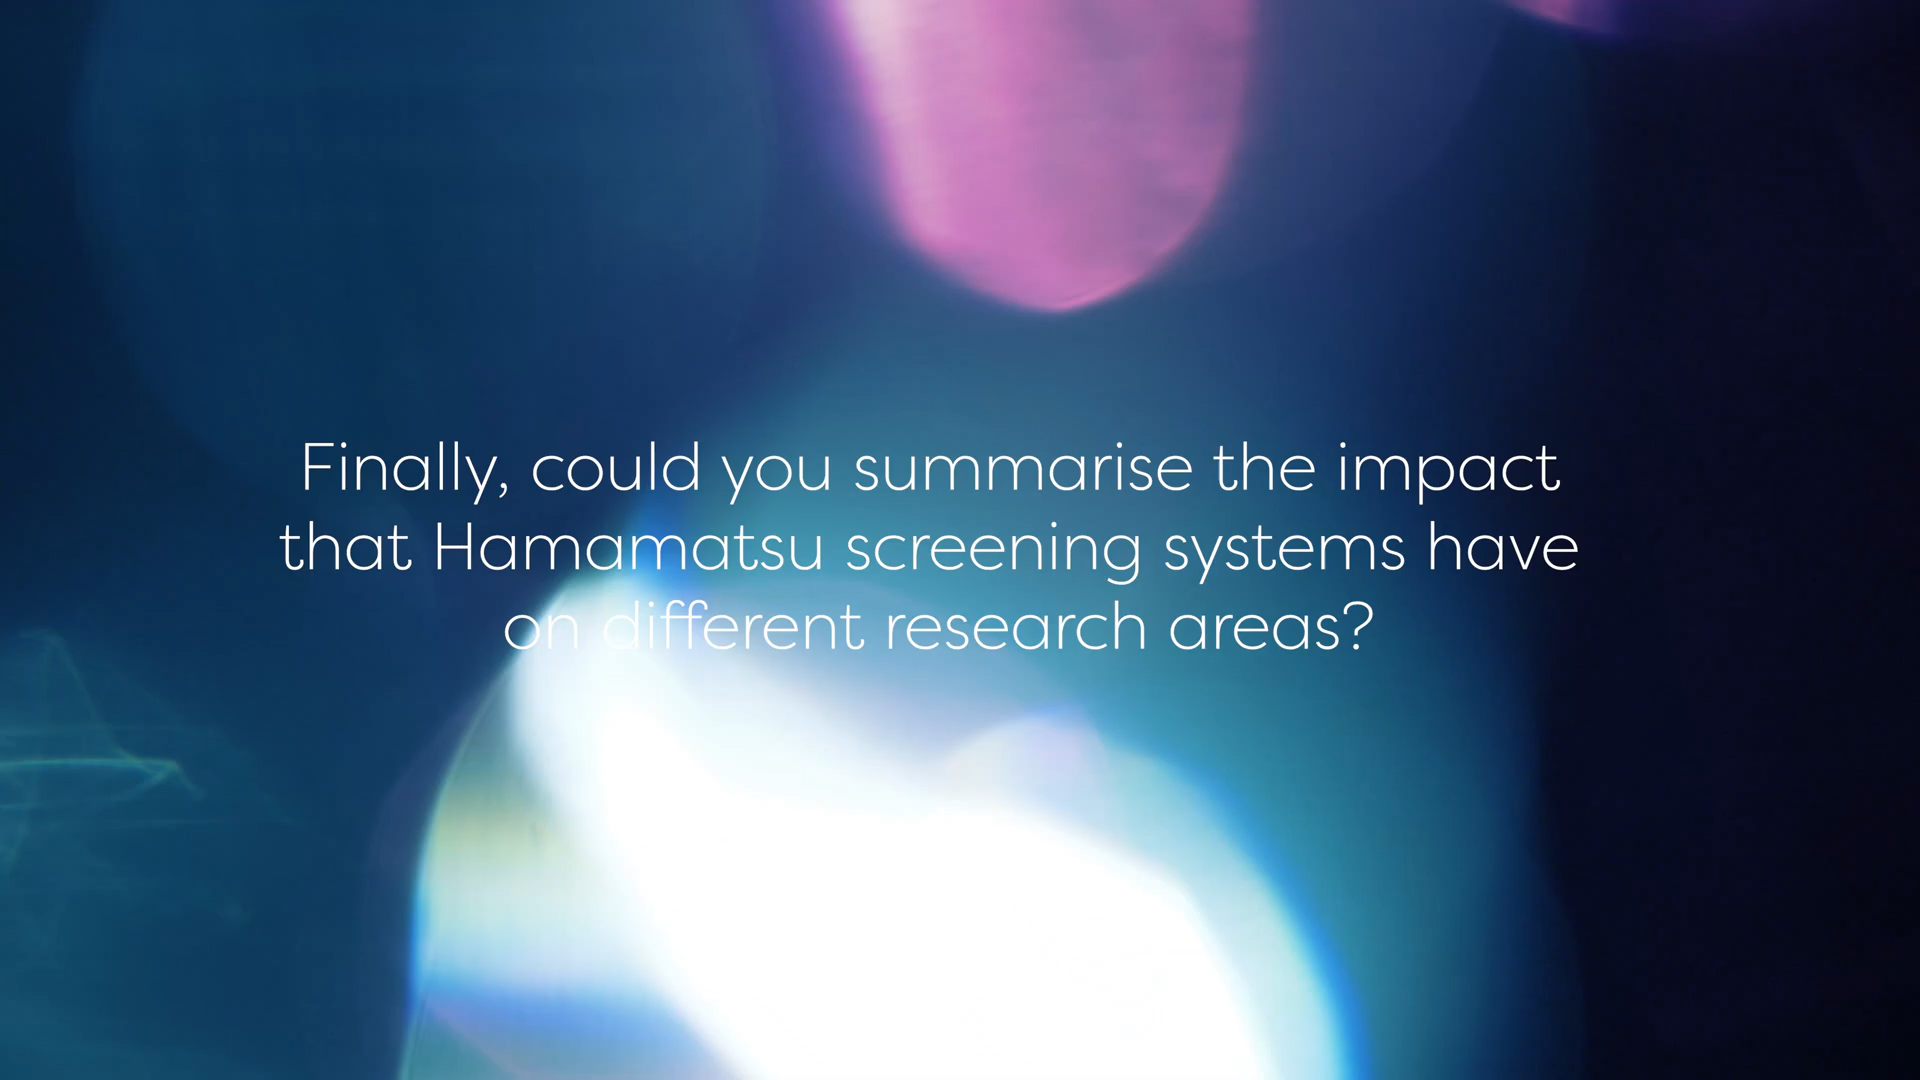 Finally, could you summarise the impact
that Hamamatsu screening systems have
on different research areas?